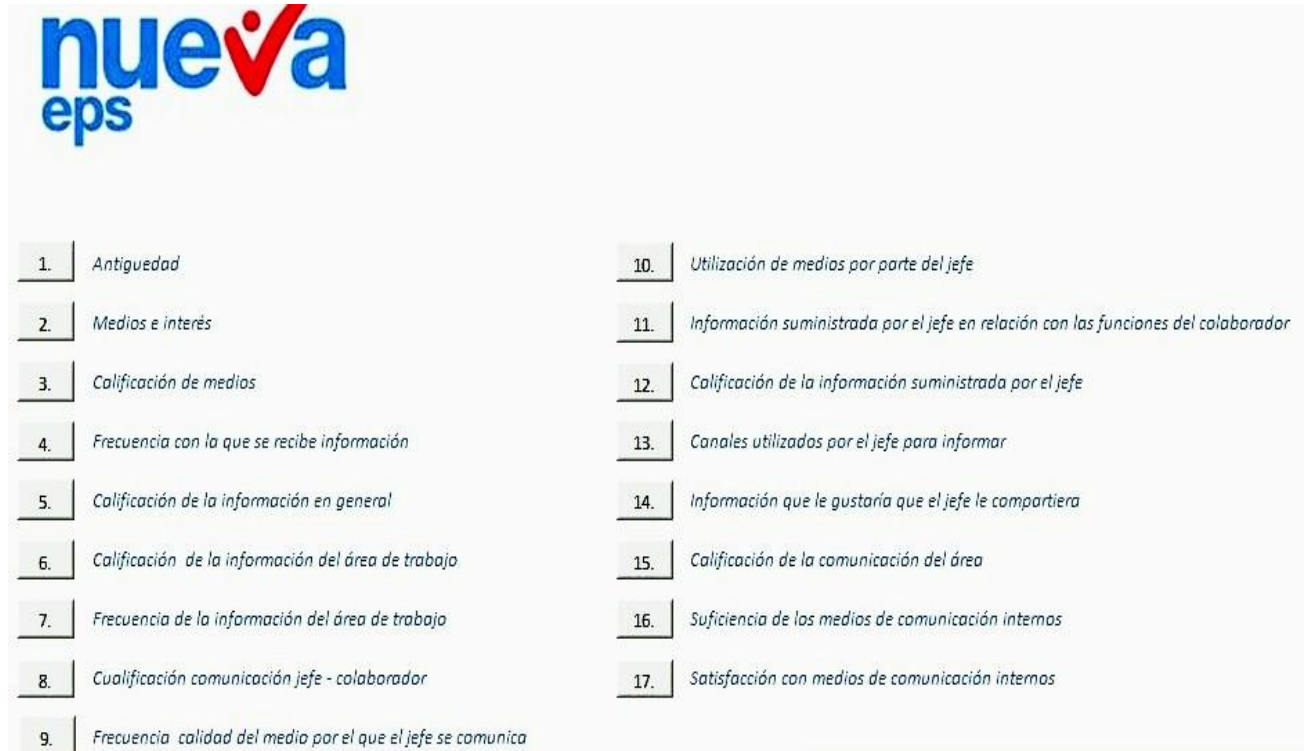 nueva
eps
1. Antiguedad
2. Medios e interés
3. Calificación de medios
4. Frecuencia con la que se recibe información
5. Calificación de la información en general
6. Calificación de la información del área de trabajo
7. Frecuencia de la información del área de trabajo
8. Cualificación comunicación jefe - colaborador
9. Frecuencia calidad del medio por el que el jefe se comunica
10. Utilización de medios por parte del jefe
11. Información suministrada por el jefe en relación con las funciones del colaborador
12. Calificación de la información suministrada por el jefe
13. Canales utilizados por el jefe para informar
14. Información que le gustaría que el jefe le compartiera
15. Calificación de la comunicación del área
16. Suficiencia de los medios de comunicación internos
17. Satisfacción con medios de comunicación internos